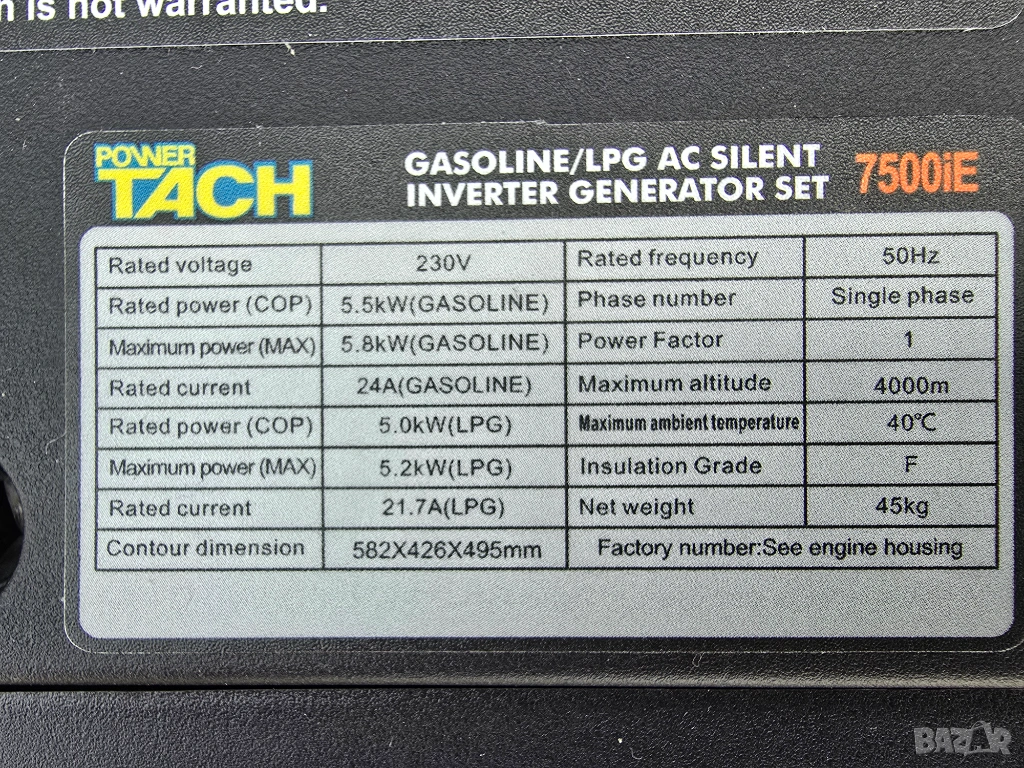 n is not warranted.
POWER
TACH
GASOLINE/LPG AC SILENT
INVERTER GENERATOR SET
7500iE
Rated voltage 230V Rated frequency 50Hz
Rated power (COP) 5.5kW(GASOLINE) Phase number Single phase
Maximum power (MAX) 5.8kW(GASOLINE) Power Factor 1
Rated current 24A(GASOLINE) Maximum altitude 4000m
Rated power (COP) 5.0kW(LPG) Maximum ambient temperature 40℃
Maximum power (MAX) 5.2kW(LPG) Insulation Grade F
Rated current 21.7A(LPG) Net weight 45kg
Contour dimension 582X426X495mm Factory number:See engine housing
BAZAR